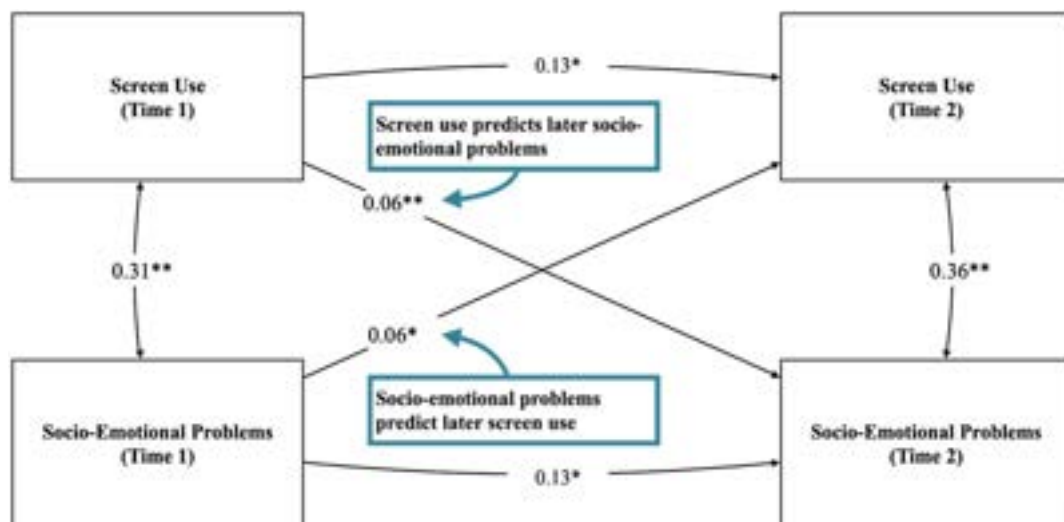 0.13*
Screen Use
(Time 1)
Screen Use
(Time 2)
Screen use predicts later socio-
emotional problems
0.06**
0.31**
0.36**
0.06*
Socio-emotional problems
predict later screen use
Socio-Emotional Problems
(Time 1)
Socio-Emotional Problems
(Time 2)
0.13*